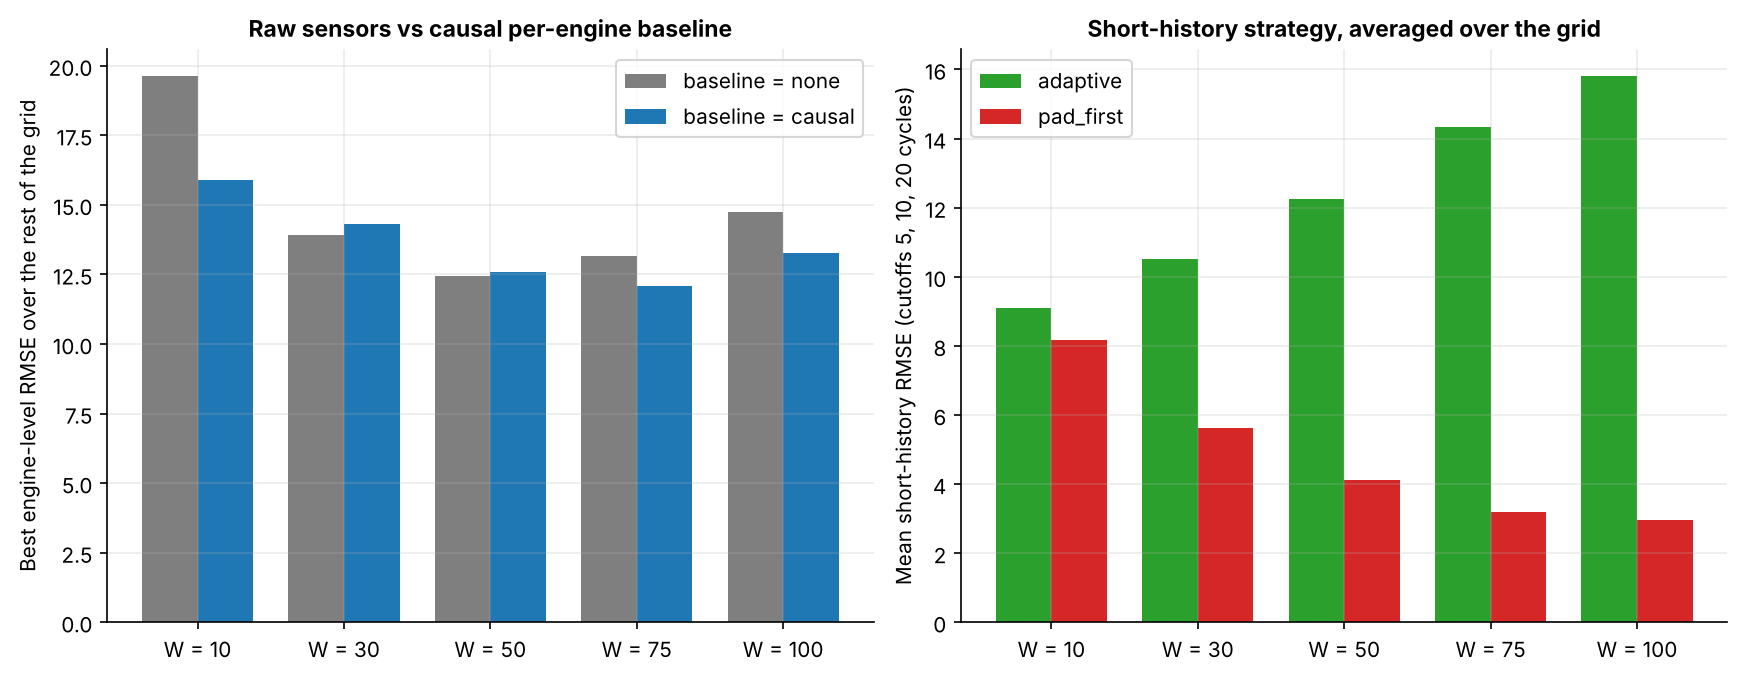 Raw sensors vs causal per-engine baseline
Best engine-level RMSE over the rest of the grid
20.0
17.5
15.0
12.5
10.0
7.5
5.0
2.5
0.0
baseline = none
baseline = causal
W = 10
W = 30
W = 50
W = 75
W = 100
Short-history strategy, averaged over the grid
Mean short-history RMSE (cutoffs 5, 10, 20 cycles)
16
14
12
10
8
6
4
2
0
adaptive
pad_first
W = 10
W = 30
W = 50
W = 75
W = 100